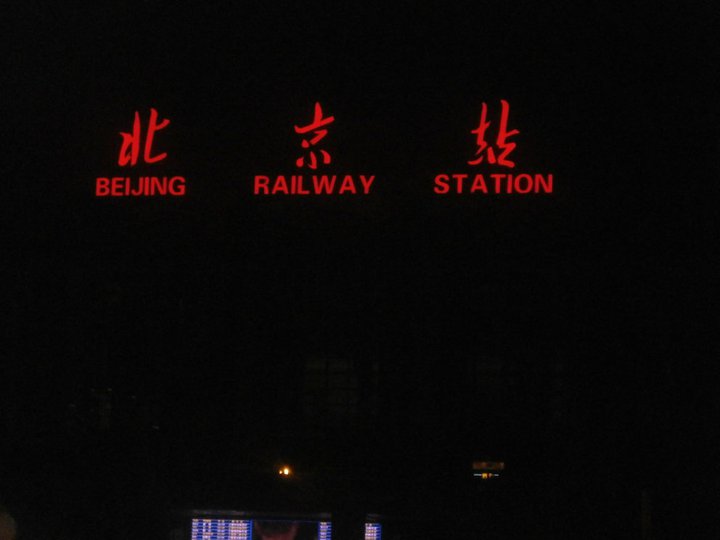 北京站
BEIJING RAILWAY STATION